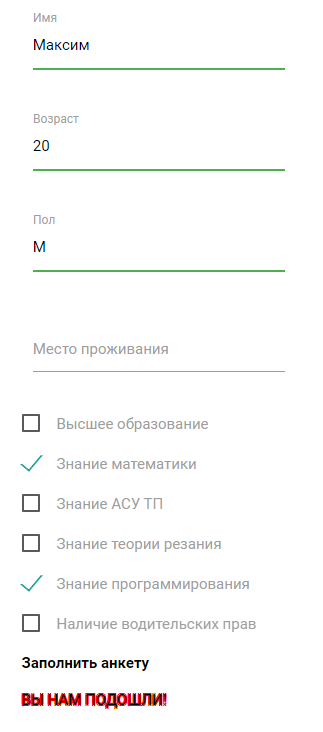 Имя
Максим
Возраст
20
Пол
М
Место проживания
Высшее образование
Знание математики
Знание АСУ ТП
Знание теории резания
Знание программирования
Наличие водительских прав
Заполнить анкету
ВЫ НАМ ПОДОШЛИ!